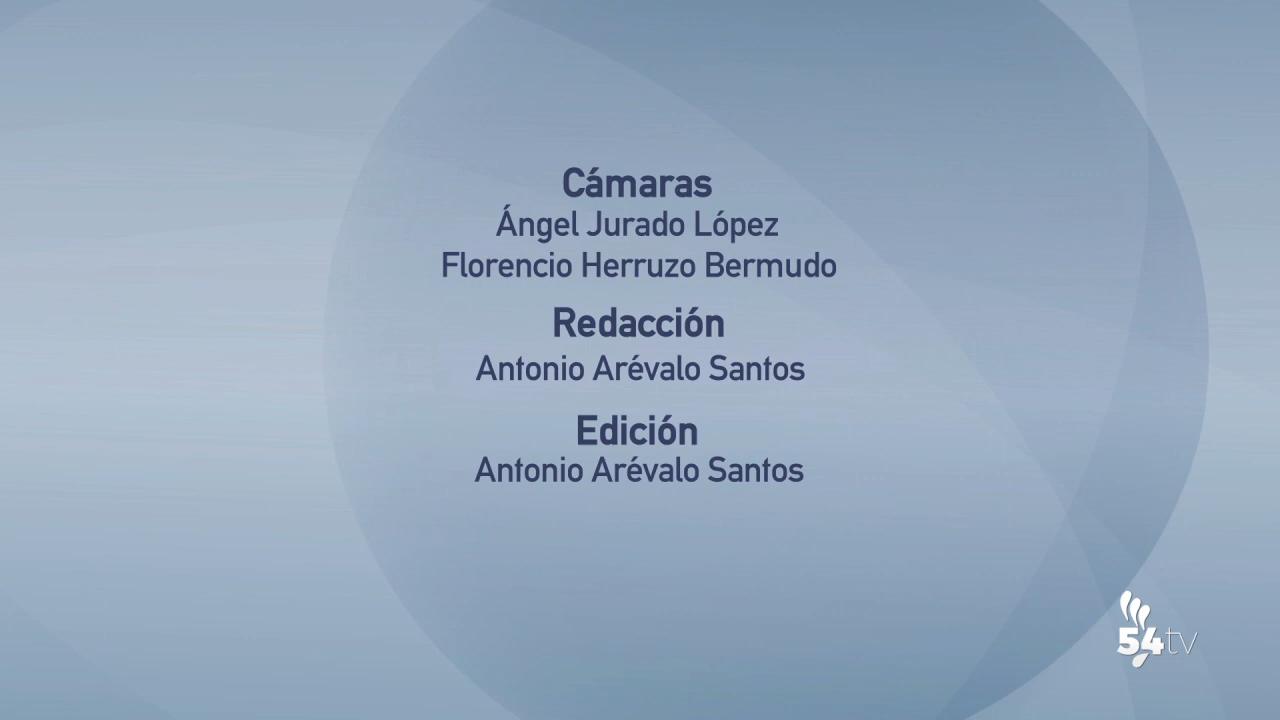 Cámaras
Ángel Jurado López
Florencio Herruzo Bermudo
Redacción
Antonio Arévalo Santos
Edición
Antonio Arévalo Santos
54tv